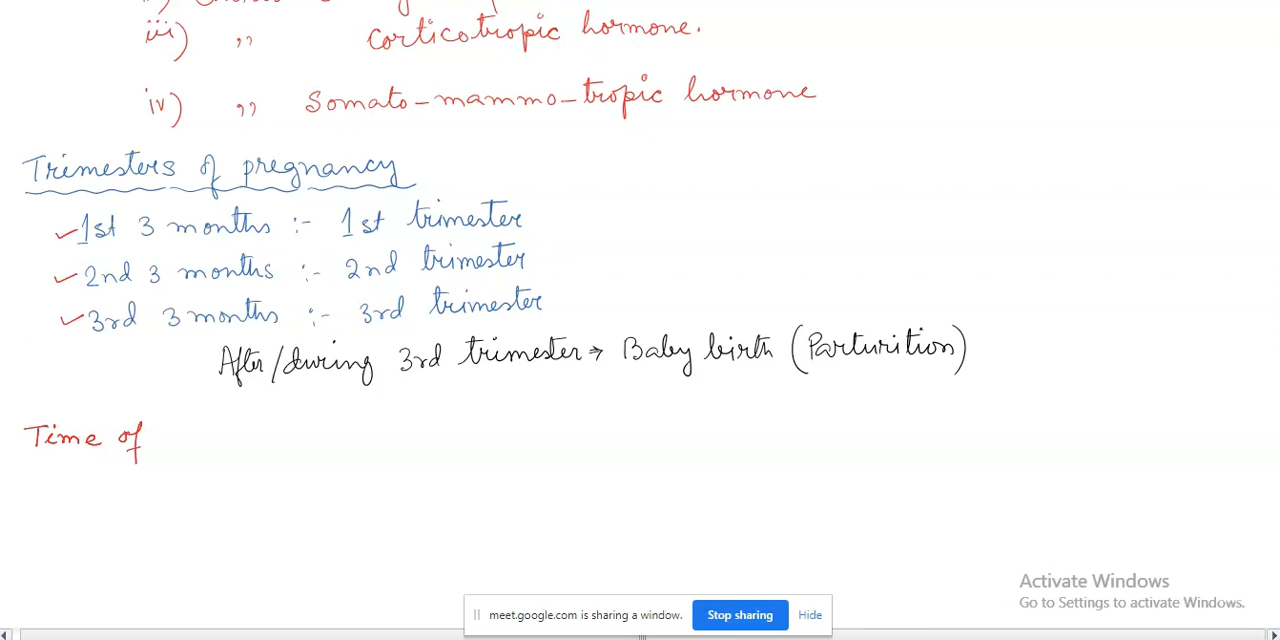 iii) ,, Corticotropic hormone.
iv) ,, Somato-mammo-tropic hormone
Trimesters of pregnancy
1st 3 months :- 1st trimester
2nd 3 months :- 2nd trimester
3rd 3 months :- 3rd trimester
After/during 3rd trimester → Baby birth (Parturition)
Time of
Activate Windows
Go to Settings to activate Windows.
meet.google.com is sharing a window. Stop sharing Hide